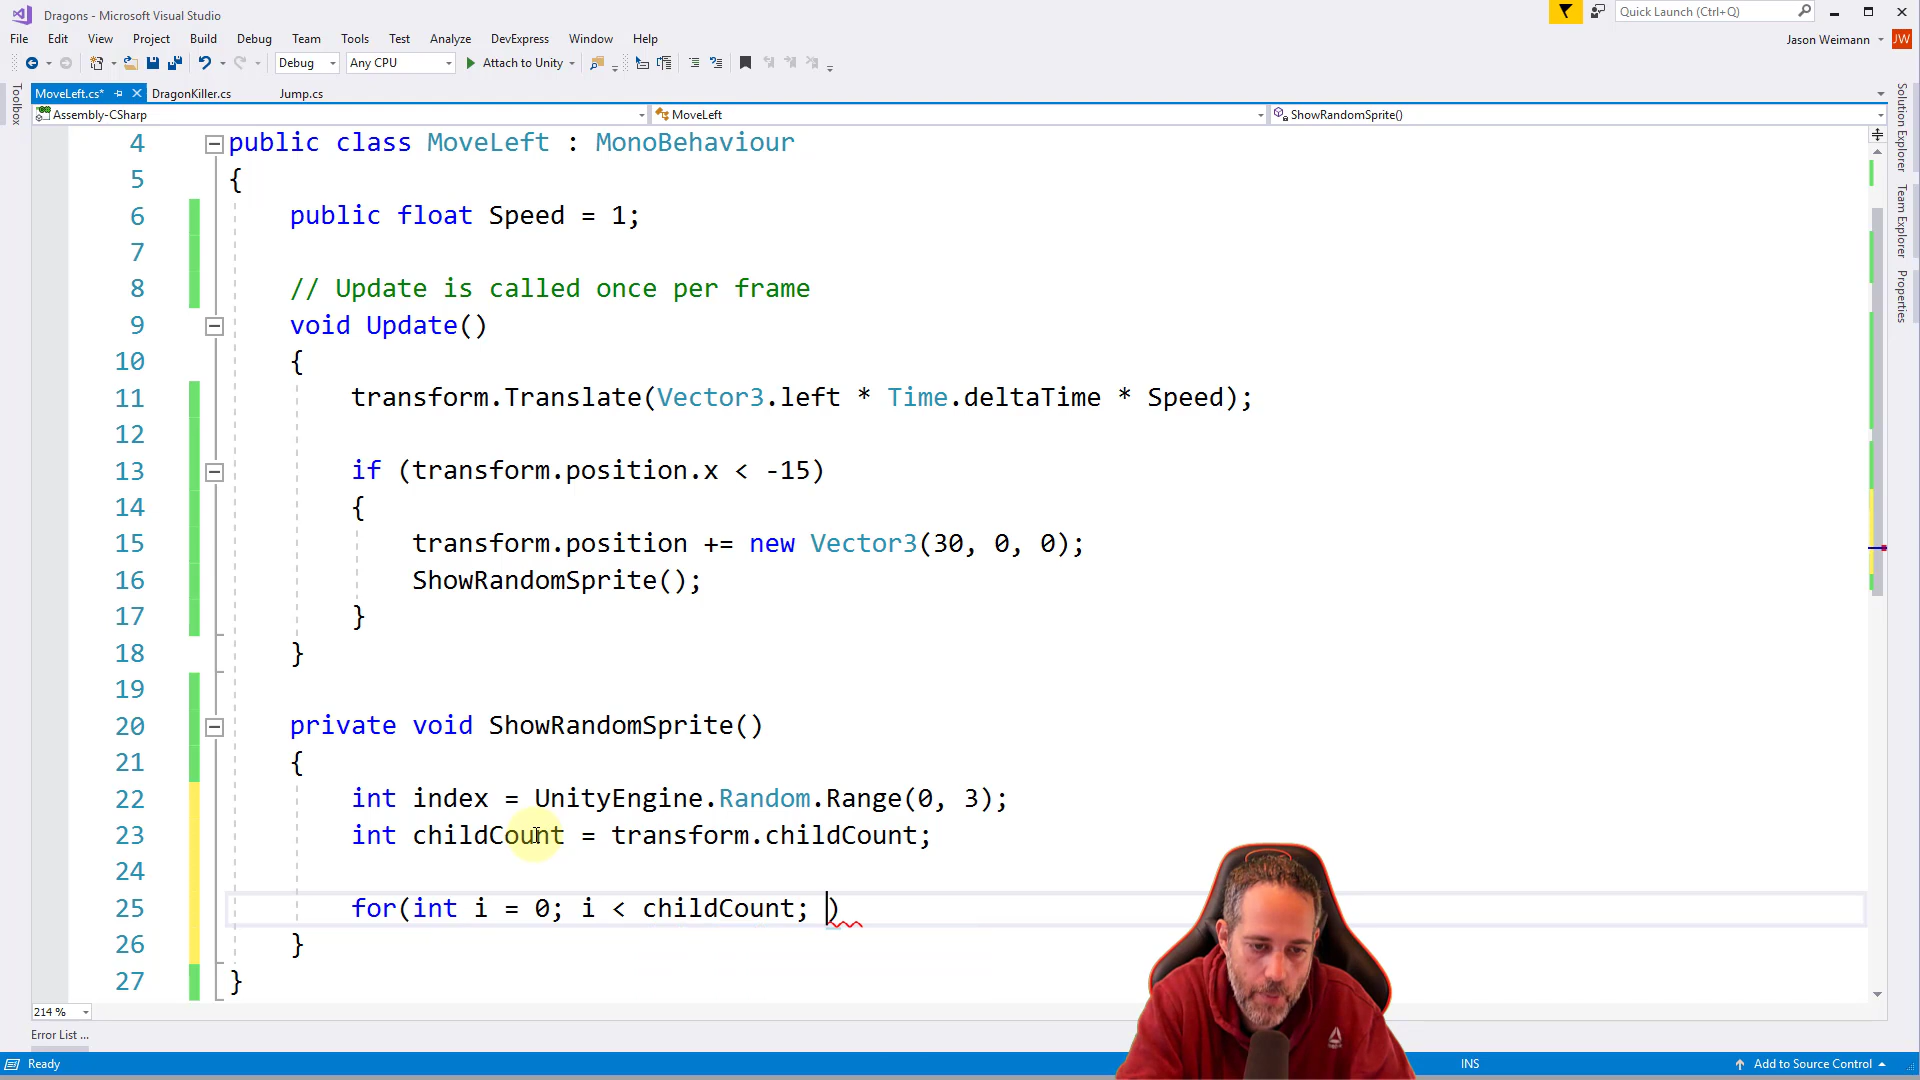 Dragons - Microsoft Visual Studio
Quick Launch (Ctrl+Q)
File Edit View Project Build Debug Team Tools Test Analyze DevExpress Window Help
Jason Weimann JW
Debug Any CPU Attach to Unity
MoveLeft.cs* DragonKiller.cs Jump.cs
Assembly-CSharp MoveLeft ShowRandomSprite()
Toolbox
Solution Explorer
Team Explorer
Properties
4 public class MoveLeft : MonoBehaviour
5 {
6 public float Speed = 1;
7
8 // Update is called once per frame
9 void Update()
10 {
11 transform.Translate(Vector3.left * Time.deltaTime * Speed);
12
13 if (transform.position.x < -15)
14 {
15 transform.position += new Vector3(30, 0, 0);
16 ShowRandomSprite();
17 }
18 }
19
20 private void ShowRandomSprite()
21 {
22 int index = UnityEngine.Random.Range(0, 3);
23 int childCount = transform.childCount;
24
25 for(int i = 0; i < childCount; )
26 }
27 }
214 %
Error List ...
Ready INS Add to Source Control